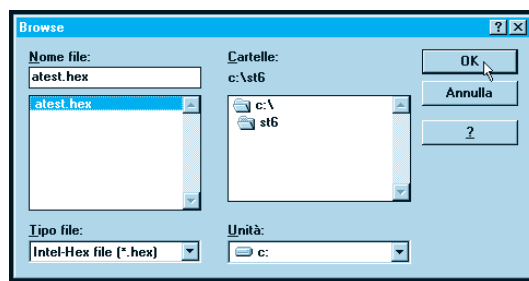 Browse
? ×
Nome file:
atest.hex
atest.hex
Cartelle:
c:\st6
c:\
st6
OK
Annulla
?
Tipo file:
Intel-Hex file (*.hex)
Unità:
c: